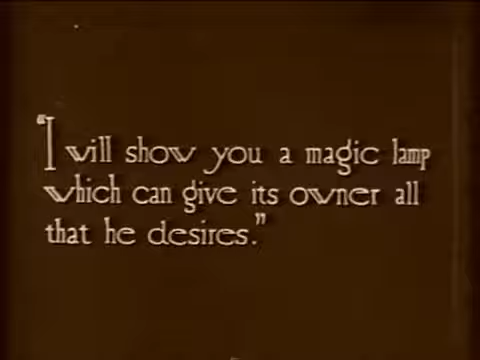 "I will show you a magic lamp
which can give its owner all
that he desires."